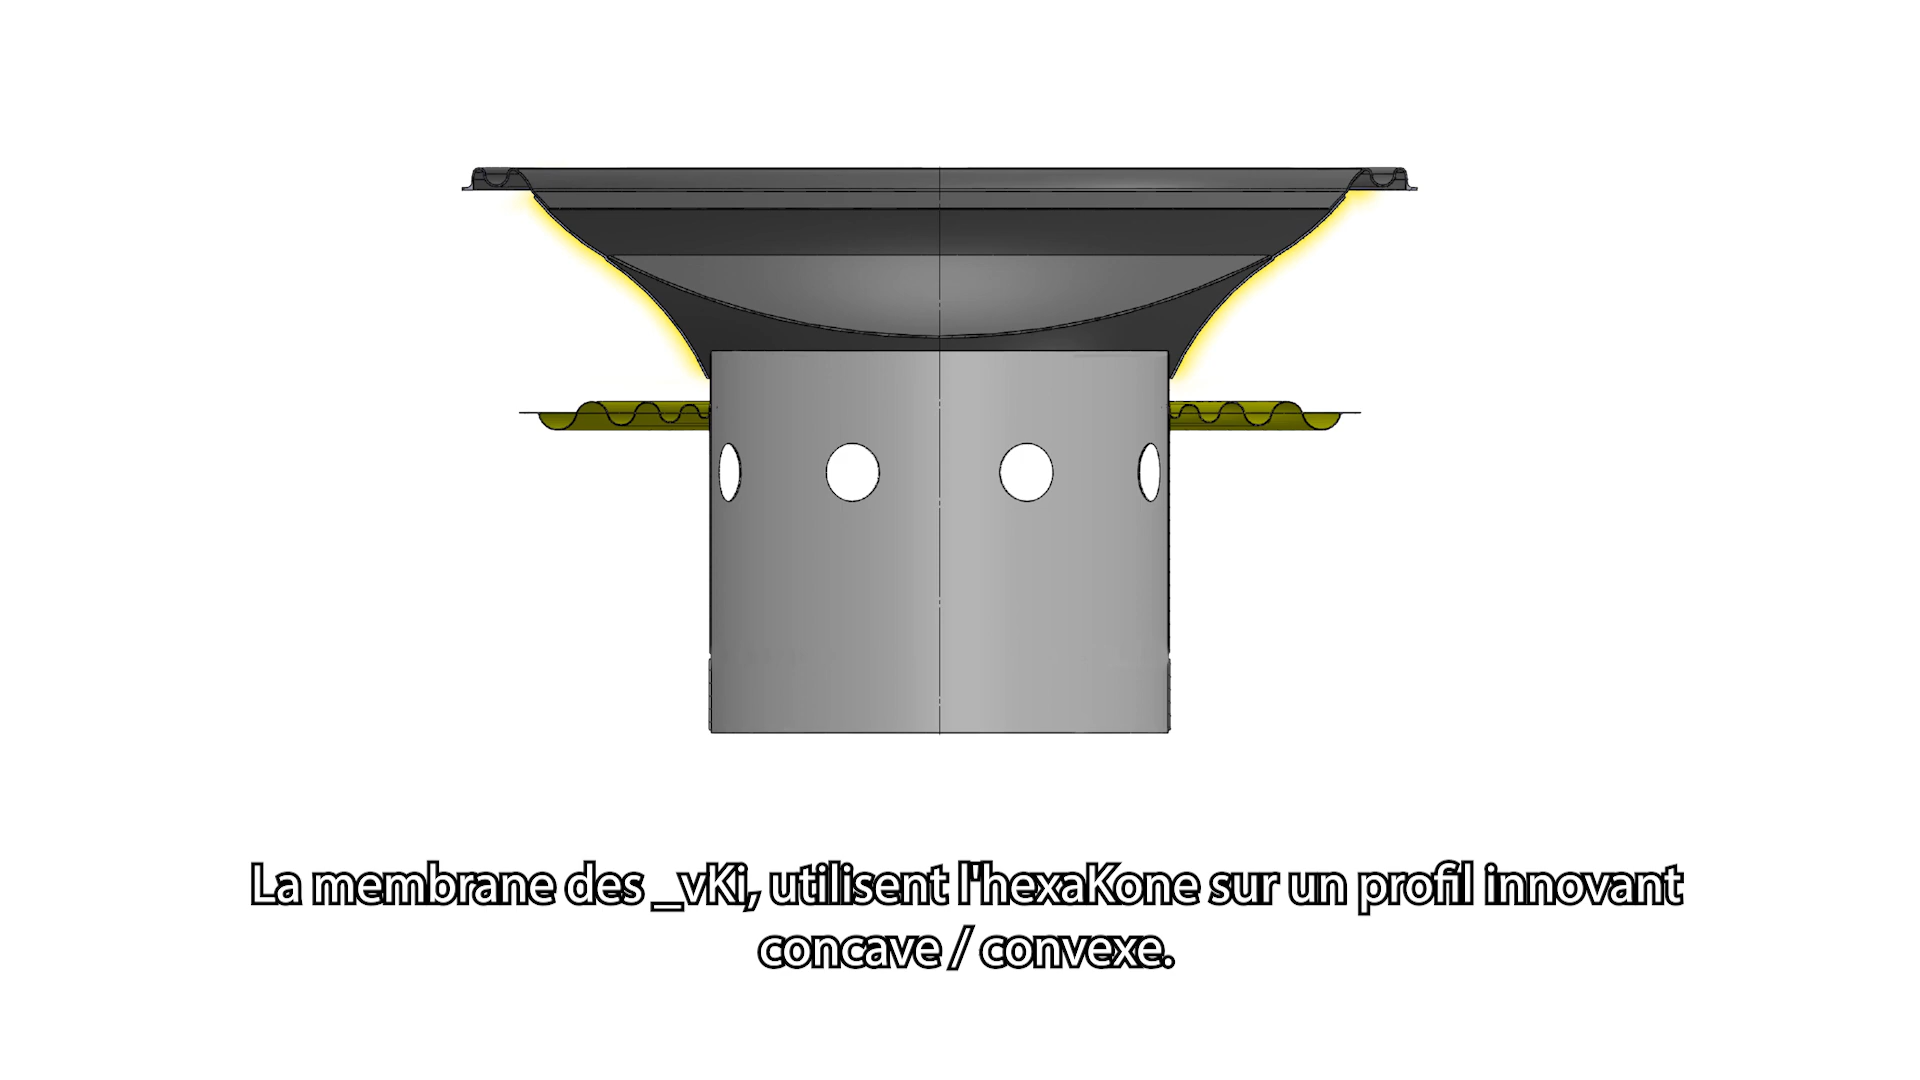 La membrane des _vKi, utilisent l'hexaKone sur un profil innovant
concave / convexe.